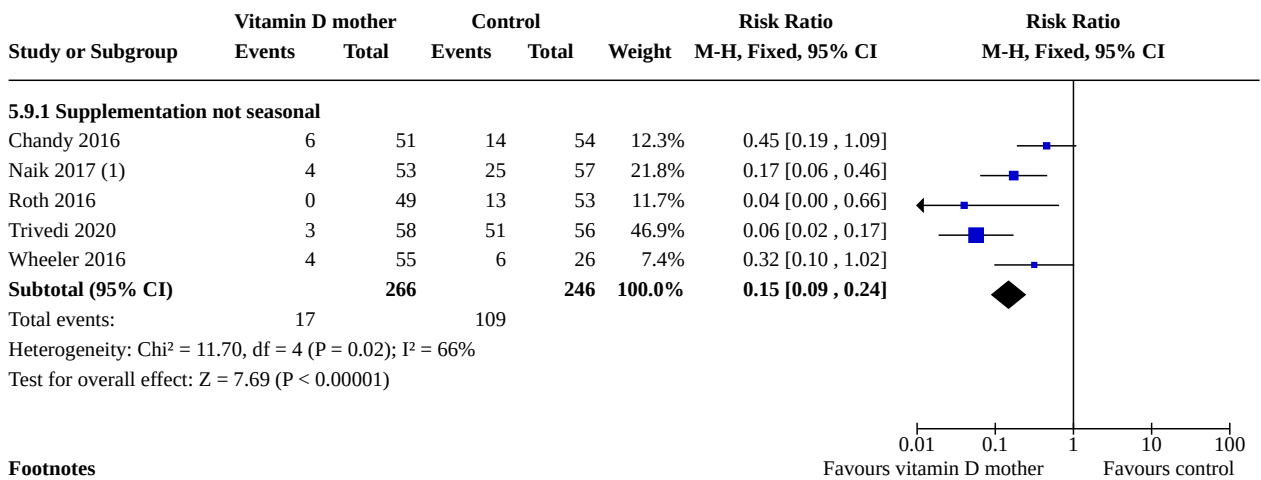 Vitamin D mother Control Risk Ratio Risk Ratio
Study or Subgroup Events Total Events Total Weight M-H, Fixed, 95% CI M-H, Fixed, 95% CI
5.9.1 Supplementation not seasonal
Chandy 2016 6 51 14 54 12.3% 0.45 [0.19 , 1.09]
Naik 2017 (1) 4 53 25 57 21.8% 0.17 [0.06 , 0.46]
Roth 2016 0 49 13 53 11.7% 0.04 [0.00 , 0.66]
Trivedi 2020 3 58 51 56 46.9% 0.06 [0.02 , 0.17]
Wheeler 2016 4 55 6 26 7.4% 0.32 [0.10 , 1.02]
Subtotal (95% CI) 266 246 100.0% 0.15 [0.09 , 0.24]
Total events: 17 109
Heterogeneity: Chi² = 11.70, df = 4 (P = 0.02); I² = 66%
Test for overall effect: Z = 7.69 (P < 0.00001)
0.01 0.1 1 10 100
Footnotes Favours vitamin D mother Favours control